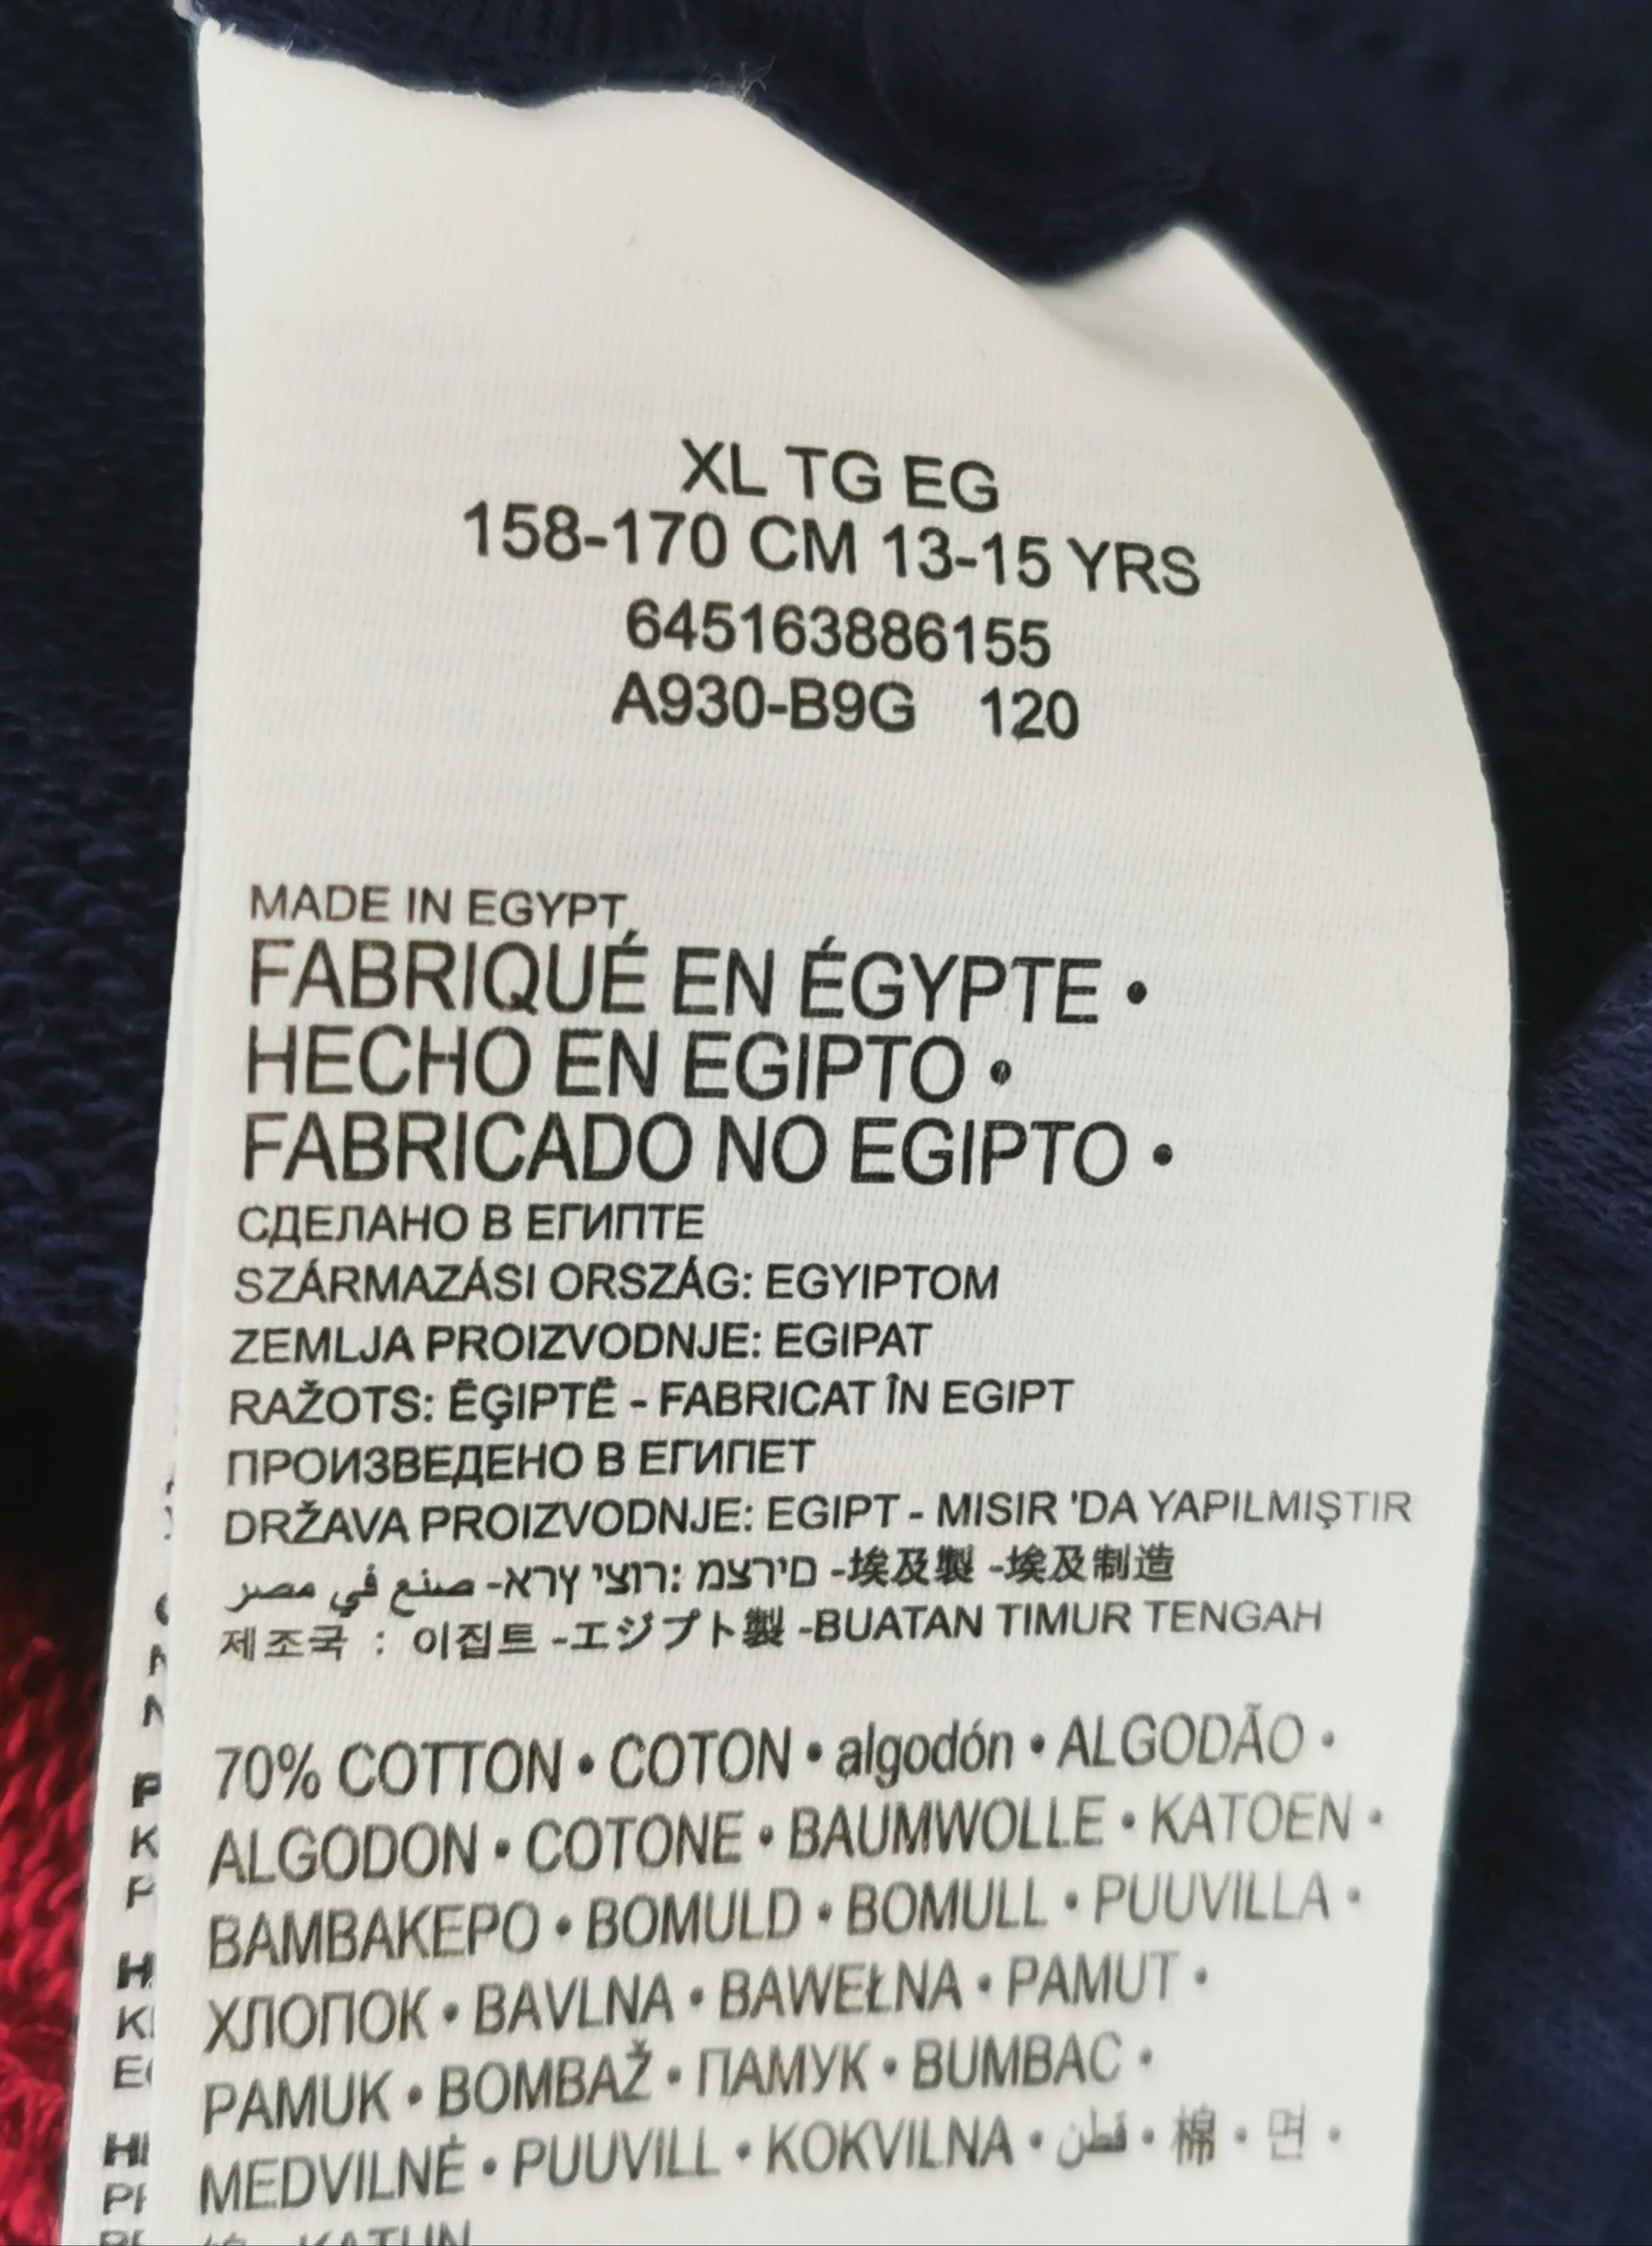 XL TG EG
158-170 CM 13-15 YRS
645163886155
A930-B9G 120
MADE IN EGYPT
FABRIQUÉ EN ÉGYPTE •
HECHO EN EGIPTO •
FABRICADO NO EGIPTO •
СДЕЛАНО В ЕГИПТЕ
SZÁRMAZÁSI ORSZÁG: EGYIPTOM
ZEMLJA PROIZVODNJE: EGIPAT
RAŽOTS: ĒĢIPTĒ - FABRICAT ÎN EGIPT
ПРОИЗВЕДЕНО В ЕГИПЕТ
DRŽAVA PROIZVODNJE: EGIPT - MISIR 'DA YAPILMIŞTIR
صنع في مصر -ארץ ייצור: מצרים -埃及製 -埃及制造
제조국 : 이집트 -エジプト製 -BUATAN TIMUR TENGAH
70% COTTON • COTON • algodón • ALGODÃO •
ALGODON • COTONE • BAUMWOLLE • KATOEN •
BAMBAKEPO • BOMULD • BOMULL • PUUVILLA •
ХЛОПОК • BAVLNA • BAWEŁNA • PAMUT •
PAMUK • BOMBAŽ • ПАМУК • BUMBAC •
MEDVILNĖ • PUUVILL • KOKVILNA • قطن • 棉 • 면 •
KATUN